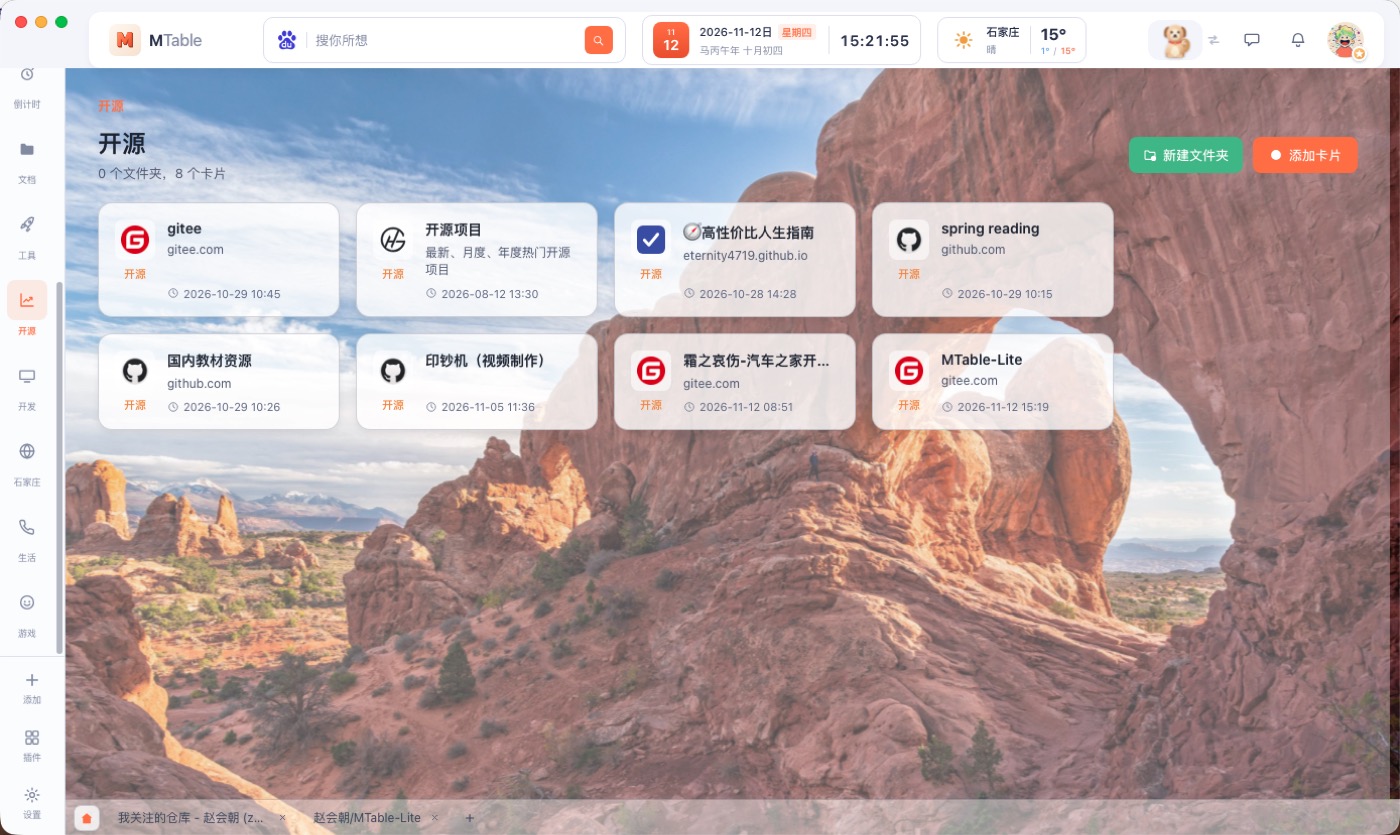 MTable
搜你所想
11
12
2026-11-12日 星期四
马丙午年 十月初四
15:21:55
石家庄
晴
15°
1° / 15°
倒计时
文档
工具
开源
开发
石家庄
生活
游戏
添加
插件
设置
开源
开源
0 个文件夹，8 个卡片
新建文件夹
添加卡片
gitee
gitee.com
开源
2026-10-29 10:45
开源项目
最新、月度、年度热门开源
项目
开源
2026-08-12 13:30
🧭高性价比人生指南
eternity4719.github.io
开源
2026-10-28 14:28
spring reading
github.com
开源
2026-10-29 10:15
国内教材资源
github.com
开源
2026-10-29 10:26
印钞机（视频制作）
开源
2026-11-05 11:36
霜之哀伤-汽车之家开...
gitee.com
开源
2026-11-12 08:51
MTable-Lite
gitee.com
开源
2026-11-12 15:19
我关注的仓库 - 赵会朝 (z...
赵会朝/MTable-Lite